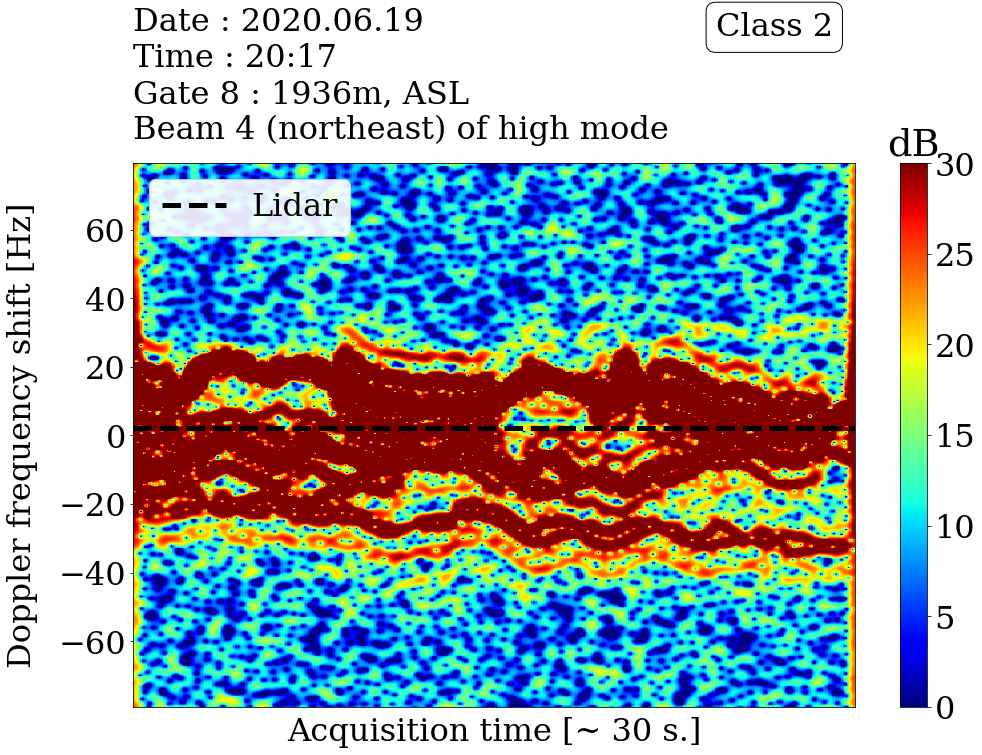 Date : 2020.06.19
Time : 20:17
Gate 8 : 1936m, ASL
Beam 4 (northeast) of high mode
Class 2
dB
Lidar
Doppler frequency shift [Hz]
60
40
20
0
−20
−40
−60
30
25
20
15
10
5
0
Acquisition time [~ 30 s.]